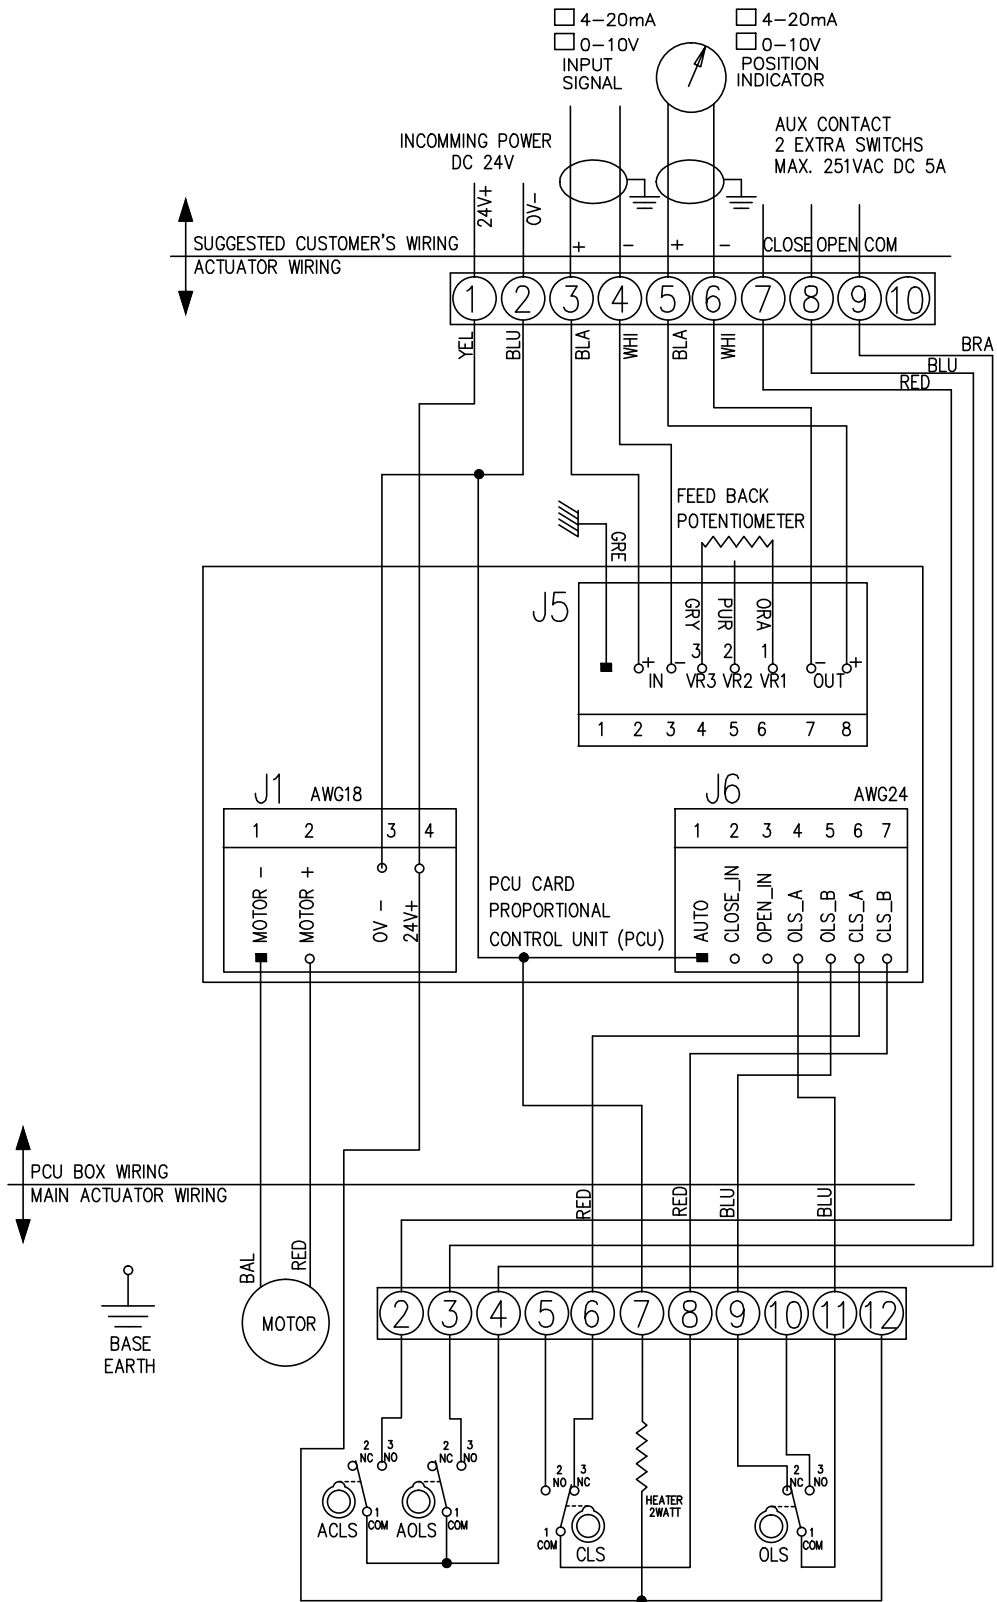 4-20mA
0-10V
INPUT
SIGNAL
4-20mA
0-10V
POSITION
INDICATOR
AUX CONTACT
2 EXTRA SWITCHS
MAX. 251VAC DC 5A
INCOMMING POWER
DC 24V
24V+
0V-
+
-
+
-
CLOSE OPEN COM
SUGGESTED CUSTOMER'S WIRING
ACTUATOR WIRING
1 2 3 4 5 6 7 8 9 10
YEL
BLU
BLA
WHI
BLA
WHI
BRA
BLU
RED
FEED BACK
POTENTIOMETER
GRE
J5
GRY
PUR
ORA
3 2 1
+ - - +
IN VR3 VR2 VR1 OUT
1 2 3 4 5 6 7 8
J1 AWG18
1 2 3 4
MOTOR -
MOTOR +
0V -
24V+
PCU CARD
PROPORTIONAL
CONTROL UNIT (PCU)
J6 AWG24
1 2 3 4 5 6 7
AUTO
CLOSE_IN
OPEN_IN
OLS_A
OLS_B
CLS_A
CLS_B
PCU BOX WIRING
MAIN ACTUATOR WIRING
RED
RED
BLU
BLU
BAL
RED
MOTOR
BASE
EARTH
2 3 4 5 6 7 8 9 10 11 12
2 3
NC NO
1
COM
ACLS
2 3
NC NO
1
COM
AOLS
2 3
NO NC
1
COM
CLS
HEATER
2WATT
2 3
NC NO
1
COM
OLS